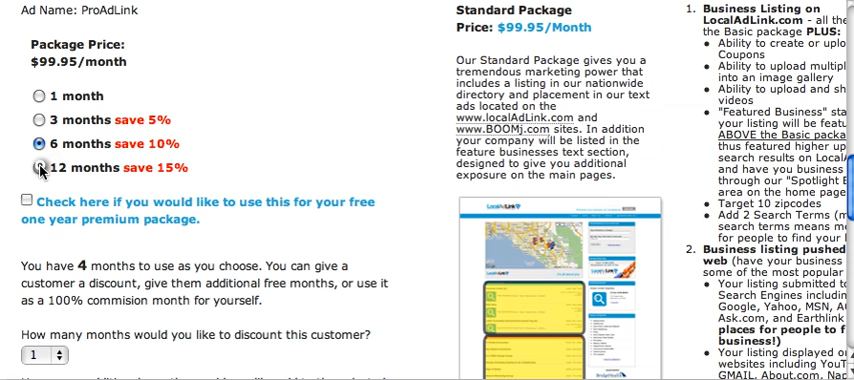 Ad Name: ProAdLink
Package Price:
$99.95/month
1 month
3 months save 5%
6 months save 10%
12 months save 15%
Check here if you would like to use this for your free
one year premium package.
You have 4 months to use as you choose. You can give a
customer a discount, give them additional free months, or use it
as a 100% commision month for yourself.
How many months would you like to discount this customer?
1
Standard Package
Price: $99.95/Month
Our Standard Package gives you a
tremendous marketing power that
includes a listing in our nationwide
directory and placement in our text
ads located on the
www.localAdLink.com and
www.BOOMj.com sites. In addition
your company will be listed in the
feature businesses text section,
designed to give you additional
exposure on the main pages.
LocalAdLink
1. Business Listing on
LocalAdLink.com - all the
the Basic package PLUS:
Ability to create or uplo
Coupons
Ability to upload multipl
into an image gallery
Ability to upload and sh
videos
"Featured Business" sta
your listing will be featu
ABOVE the Basic packa
thus featured higher up
search results on LocalA
and have you business
through our "Spotlight B
area on the home page
Target 10 zipcodes
Add 2 Search Terms (m
search terms means me
for people to find your l
2. Business listing pushed
web (have your business
some of the most popular
Your listing submitted to
Search Engines includin
Google, Yahoo, MSN, AO
Ask.com, and Earthlink
places for people to f
business!)
Your listing displayed on
websites including YouT
GMAIL, About.com, Nan